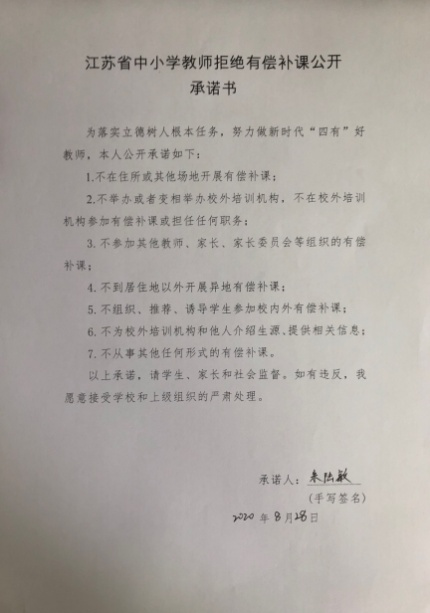 江苏省中小学教师拒绝有偿补课公开
承诺书
为落实立德树人根本任务，努力做新时代“四有”好
教师，本人公开承诺如下：
1.不在住所或其他场地开展有偿补课；
2.不举办或者变相举办校外培训机构，不在校外培训
机构参加有偿补课或担任任何职务；
3. 不参加其他教师、家长、家长委员会等组织的有偿
补课；
4. 不到居住地以外开展异地有偿补课；
5. 不组织、推荐、诱导学生参加校内外有偿补课；
6. 不为校外培训机构和他人介绍生源、提供相关信息；
7. 不从事其他任何形式的有偿补课。
以上承诺，请学生、家长和社会监督。如有违反，我
愿意接受学校和上级组织的严肃处理。
承诺人：朱敏
(手写签名)
2020 年 8 月 28 日